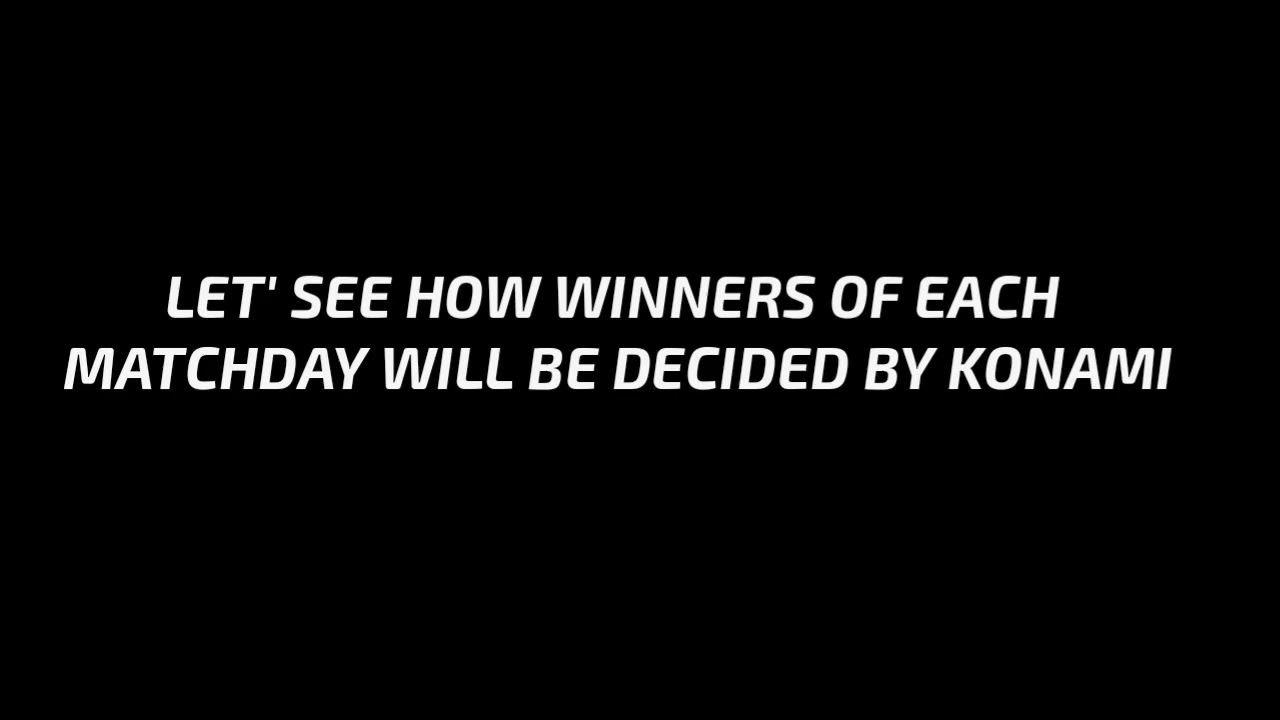 LET' SEE HOW WINNERS OF EACH
MATCHDAY WILL BE DECIDED BY KONAMI